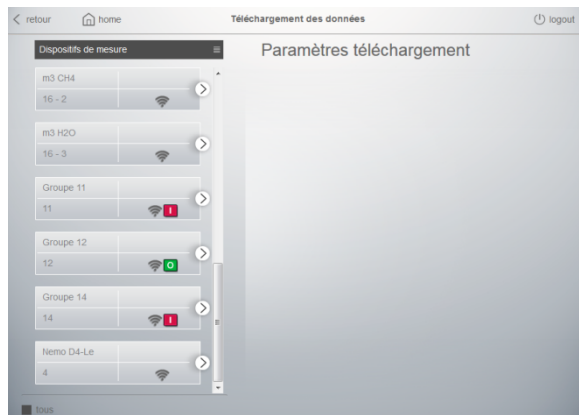 retour home Téléchargement des données logout
Dispositifs de mesure
Paramètres téléchargement
m3 CH4
16 - 2
m3 H2O
16 - 3
Groupe 11
11 I
Groupe 12
12 O
Groupe 14
14 I
Nemo D4-Le
4
tous